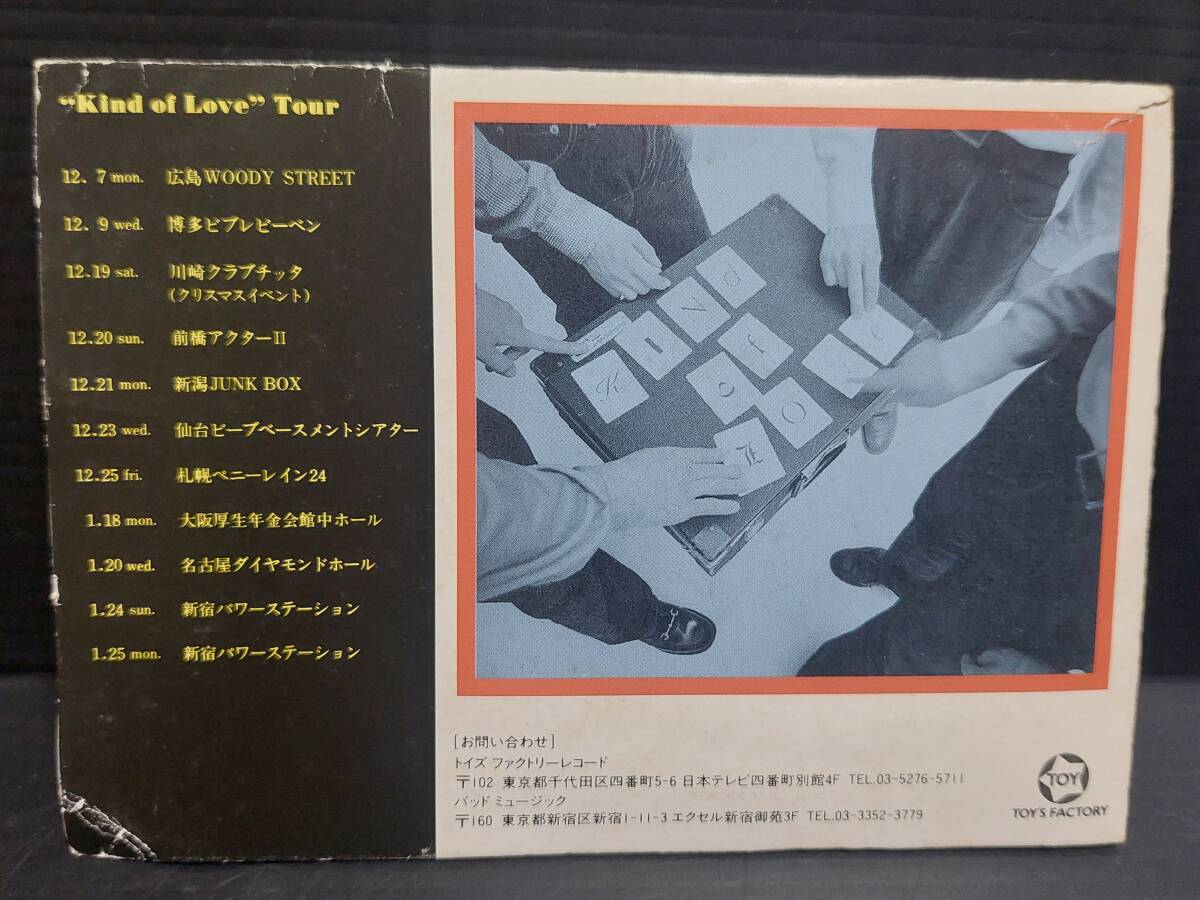 “Kind of Love” Tour
12. 7 mon. 広島WOODY STREET
12. 9 wed. 博多ビブレビーベン
12.19 sat. 川崎クラブチッタ
(クリスマスイベント)
12.20 sun. 前橋アクターII
12.21 mon. 新潟JUNK BOX
12.23 wed. 仙台ビーブベースメントシアター
12.25 fri. 札幌ペニーレイン24
1.18 mon. 大阪厚生年金会館中ホール
1.20 wed. 名古屋ダイヤモンドホール
1.24 sun. 新宿パワーステーション
1.25 mon. 新宿パワーステーション
K I N d
o f
L O v e
[お問い合わせ]
トイズ ファクトリーレコード
〒102 東京都千代田区四番町5-6 日本テレビ四番町別館4F TEL.03-5276-5711
バッド ミュージック
〒160 東京都新宿区新宿1-11-3 エクセル新宿御苑3F TEL.03-3352-3779
TOY
TOY'S FACTORY